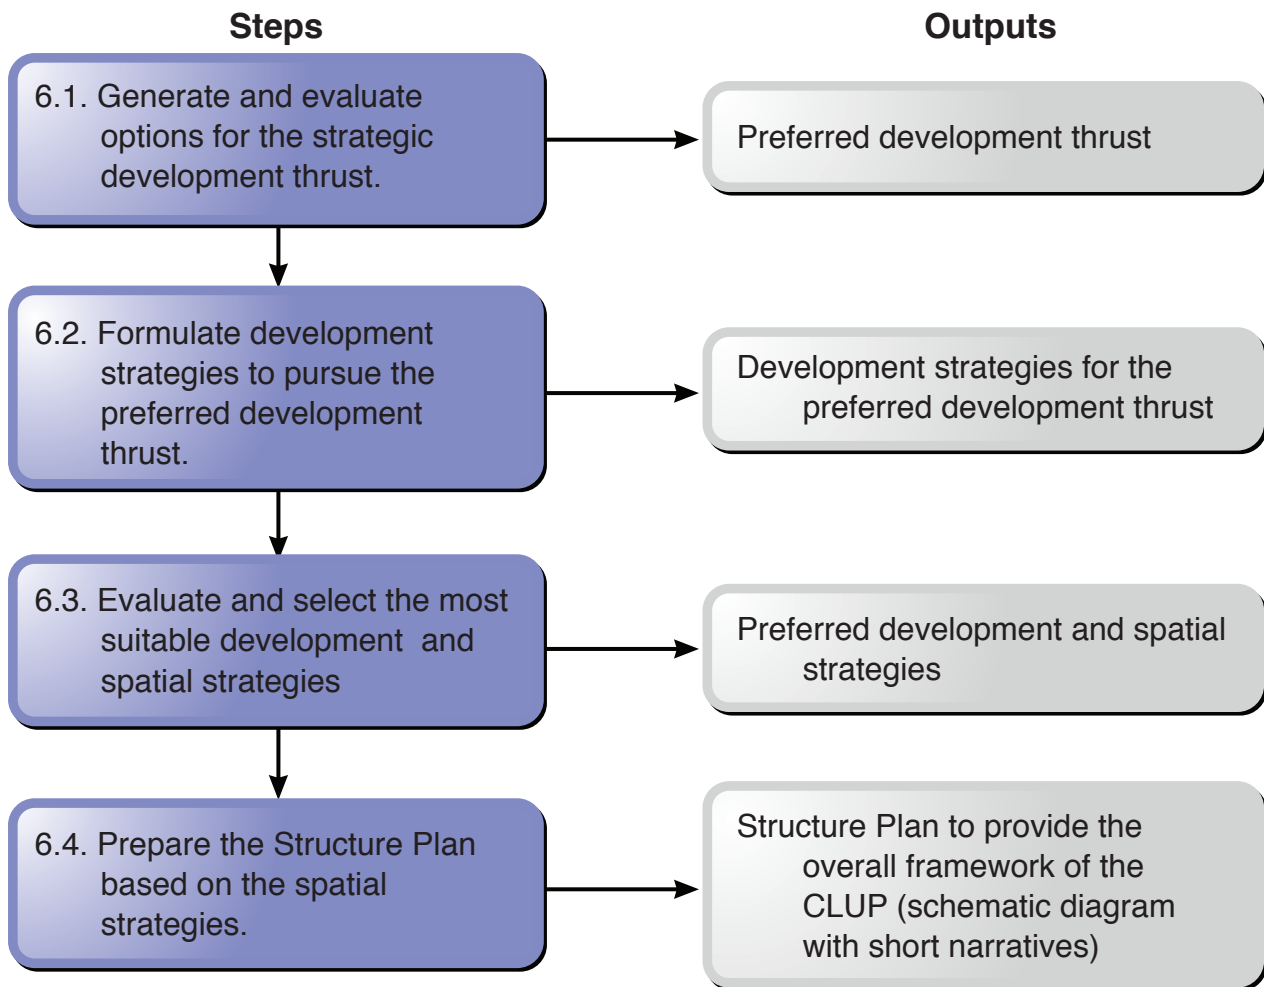 Steps
Outputs
6.1. Generate and evaluate
options for the strategic
development thrust.
Preferred development thrust
6.2. Formulate development
strategies to pursue the
preferred development
thrust.
Development strategies for the
preferred development thrust
6.3. Evaluate and select the most
suitable development and
spatial strategies
Preferred development and spatial
strategies
6.4. Prepare the Structure Plan
based on the spatial
strategies.
Structure Plan to provide the
overall framework of the
CLUP (schematic diagram
with short narratives)